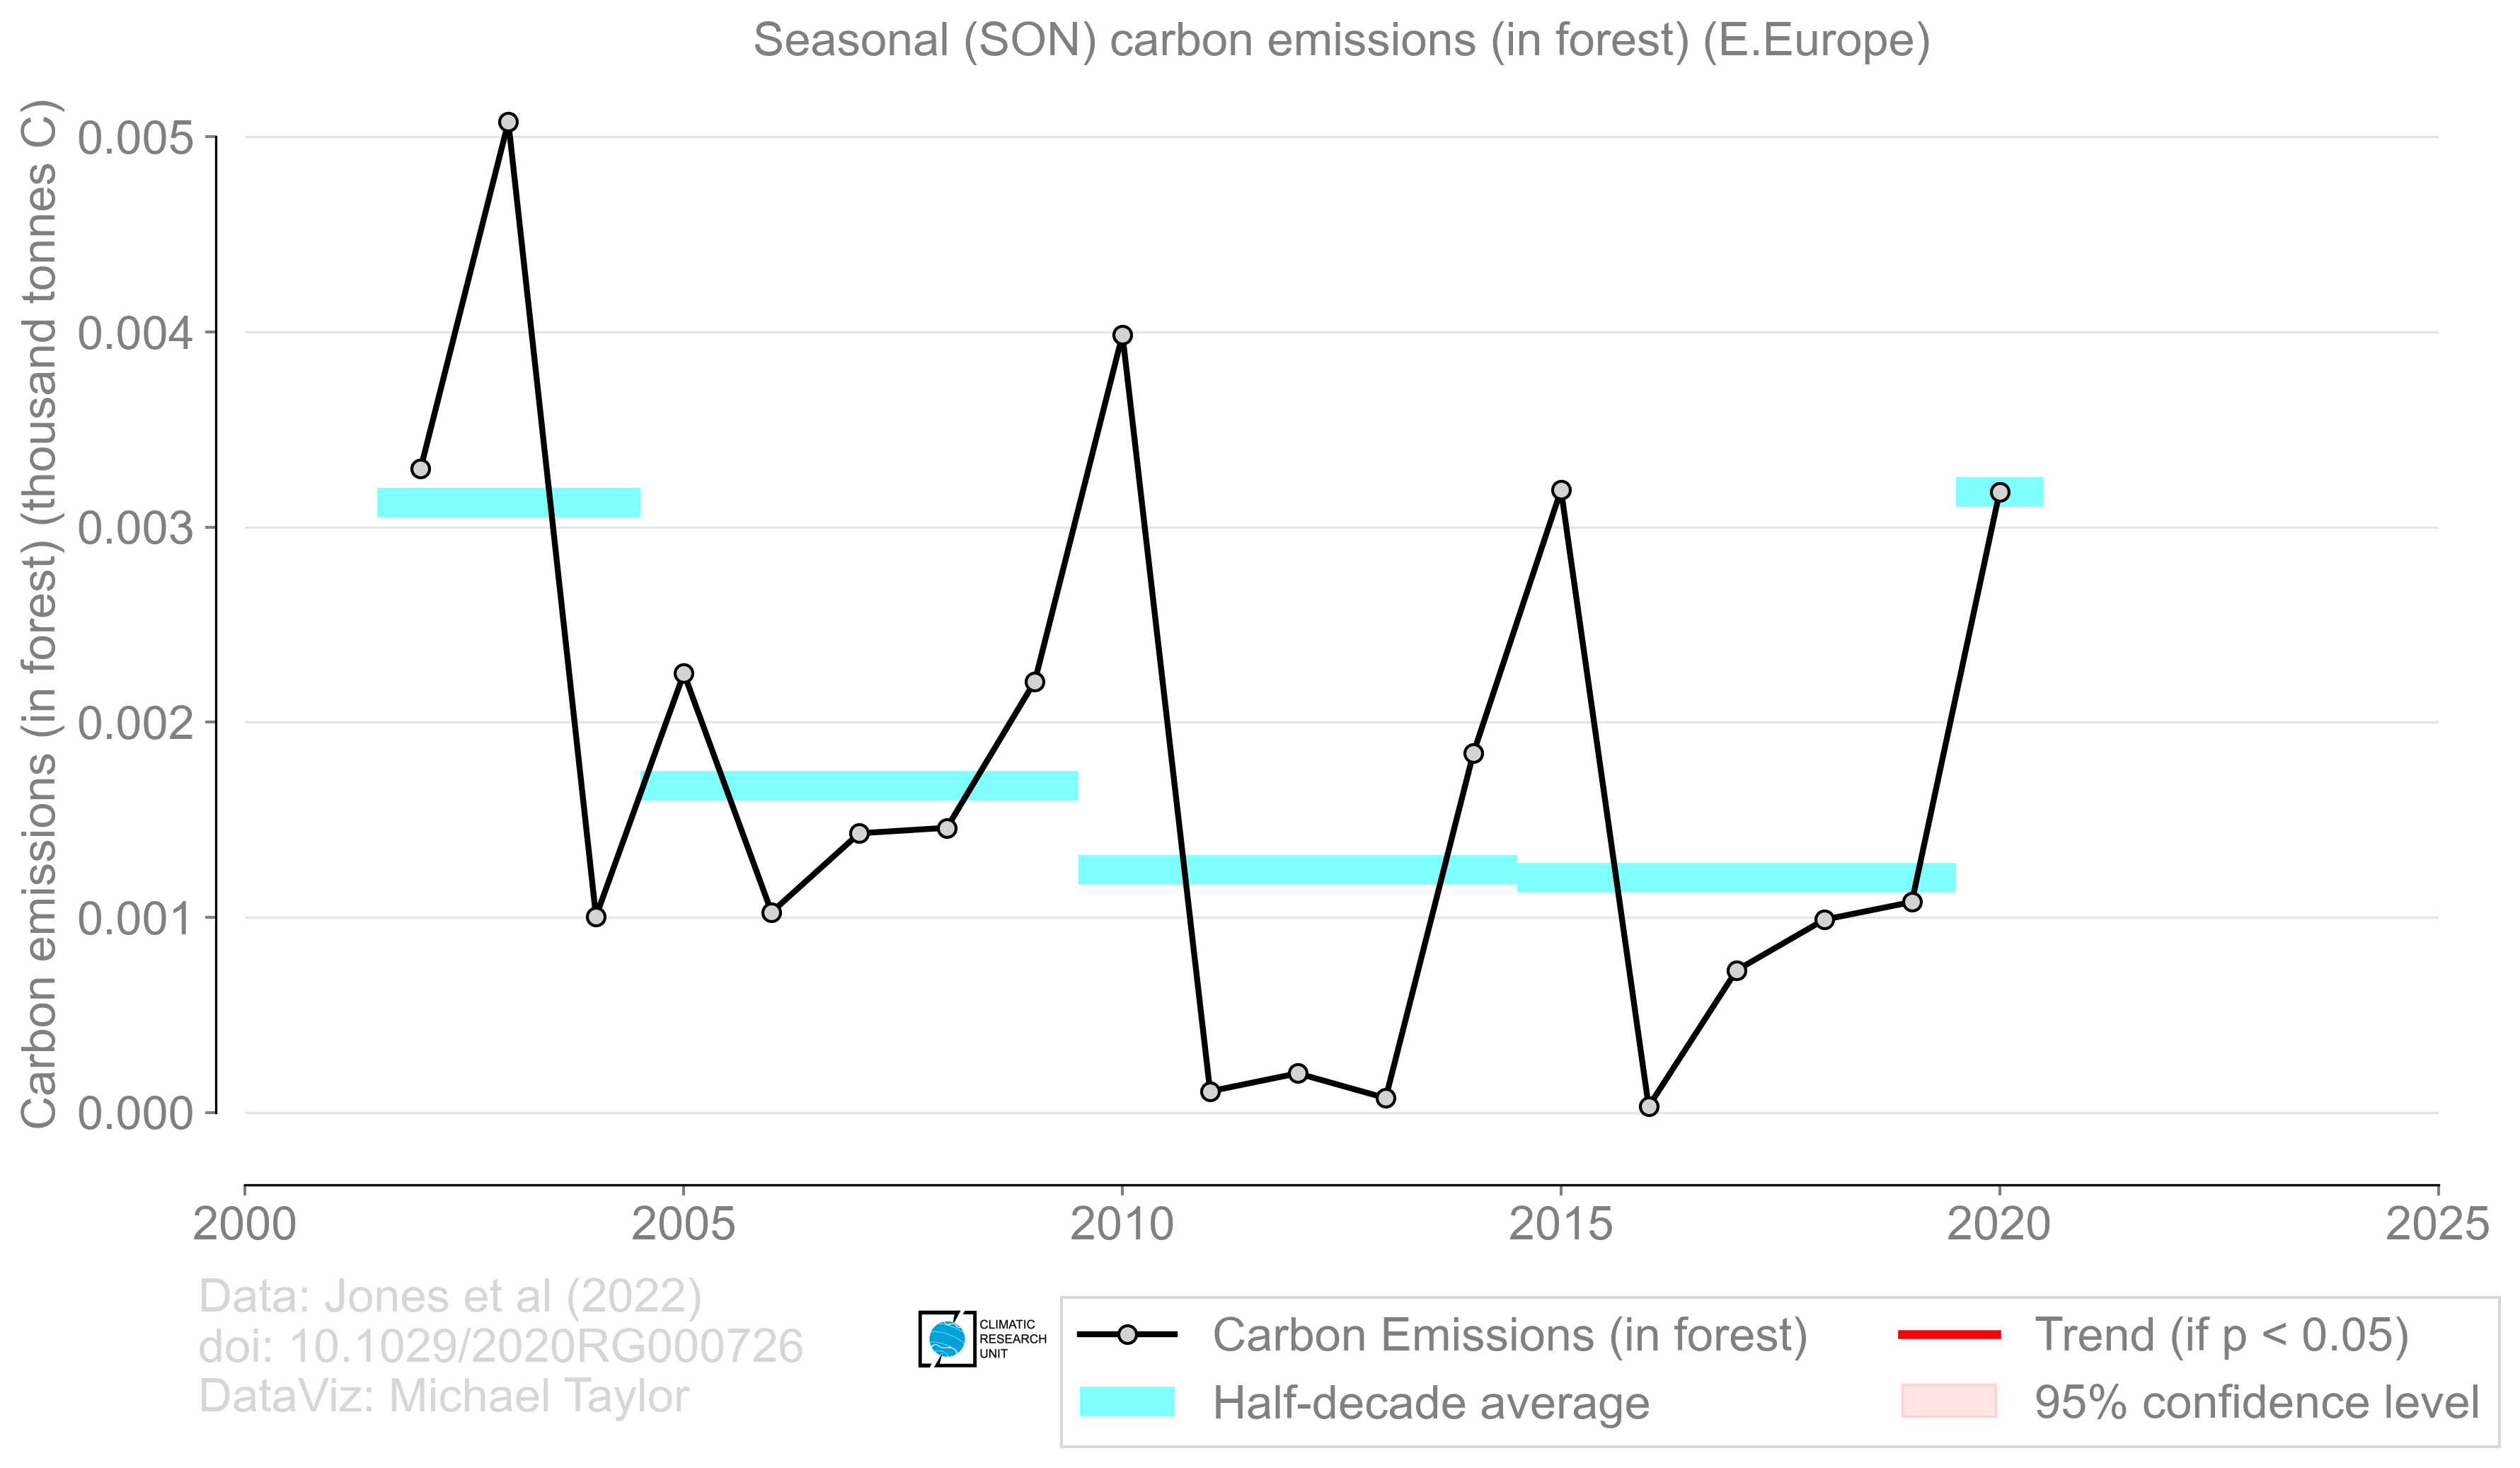 Seasonal (SON) carbon emissions (in forest) (E.Europe)
Carbon emissions (in forest) (thousand tonnes C)
0.005
0.004
0.003
0.002
0.001
0.000
2000
2005
2010
2015
2020
2025
Data: Jones et al (2022)
doi: 10.1029/2020RG000726
DataViz: Michael Taylor
CLIMATIC
RESEARCH
UNIT
Carbon Emissions (in forest)
Half-decade average
Trend (if p < 0.05)
95% confidence level